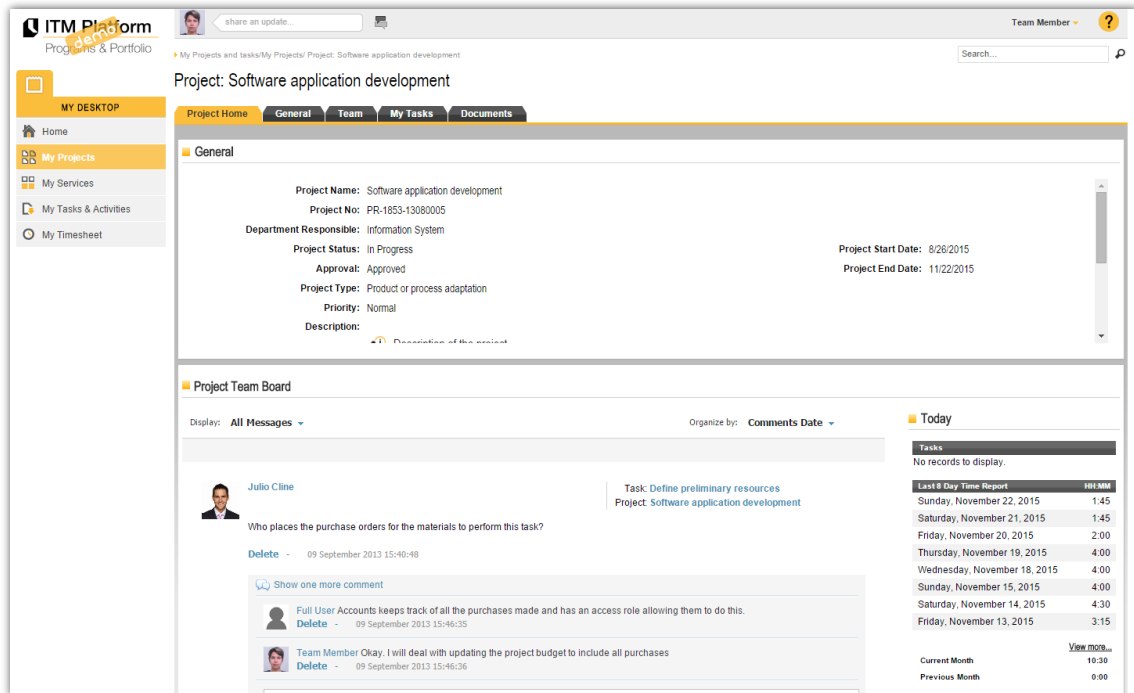 ITM Platform
demo
Programs & Portfolio
share an update...
Team Member
?
My Projects and tasks/My Projects/ Project: Software application development
Search...
Project: Software application development
MY DESKTOP
Home
My Projects
My Services
My Tasks & Activities
My Timesheet
Project Home General Team My Tasks Documents
General
Project Name: Software application development
Project No: PR-1853-13080005
Department Responsible: Information System
Project Status: In Progress
Project Start Date: 8/26/2015
Approval: Approved
Project End Date: 11/22/2015
Project Type: Product or process adaptation
Priority: Normal
Description:
Description of the project
Project Team Board
Display: All Messages
Organize by: Comments Date
Julio Cline
Task: Define preliminary resources
Project: Software application development
Who places the purchase orders for the materials to perform this task?
Delete - 09 September 2013 15:40:48
Show one more comment
Full User Accounts keeps track of all the purchases made and has an access role allowing them to do this.
Delete - 09 September 2013 15:46:35
Team Member Okay. I will deal with updating the project budget to include all purchases
Delete - 09 September 2013 15:46:36
Today
Tasks
No records to display.
Last 8 Day Time Report HH:MM
Sunday, November 22, 2015 1:45
Saturday, November 21, 2015 1:45
Friday, November 20, 2015 2:00
Thursday, November 19, 2015 4:00
Wednesday, November 18, 2015 4:00
Sunday, November 15, 2015 4:00
Saturday, November 14, 2015 4:30
Friday, November 13, 2015 3:15
View more...
Current Month 10:30
Previous Month 0:00